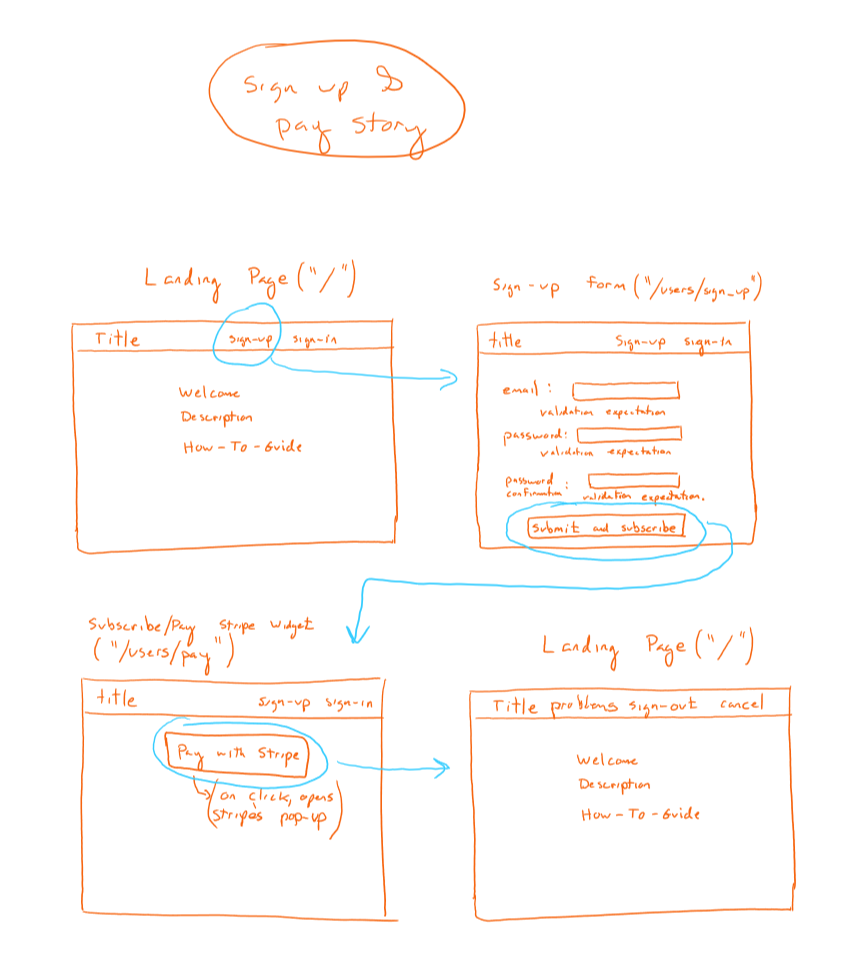 Sign up &
pay story
Landing Page ("/")
Title sign-up sign-in
Welcome
Description
How-To-Guide
Sign-up form ("/users/sign_up")
title Sign-up sign-in
email:
validation expectation
password:
validation expectation
password
confirmation :
validation expectation.
Submit and subscribe
Subscribe/Pay Stripe widget
("/users/pay")
title sign-up sign-in
Pay with Stripe
(on click, opens
stripes pop-up)
Landing Page ("/")
Title problems sign-out cancel
Welcome
Description
How-To-Guide